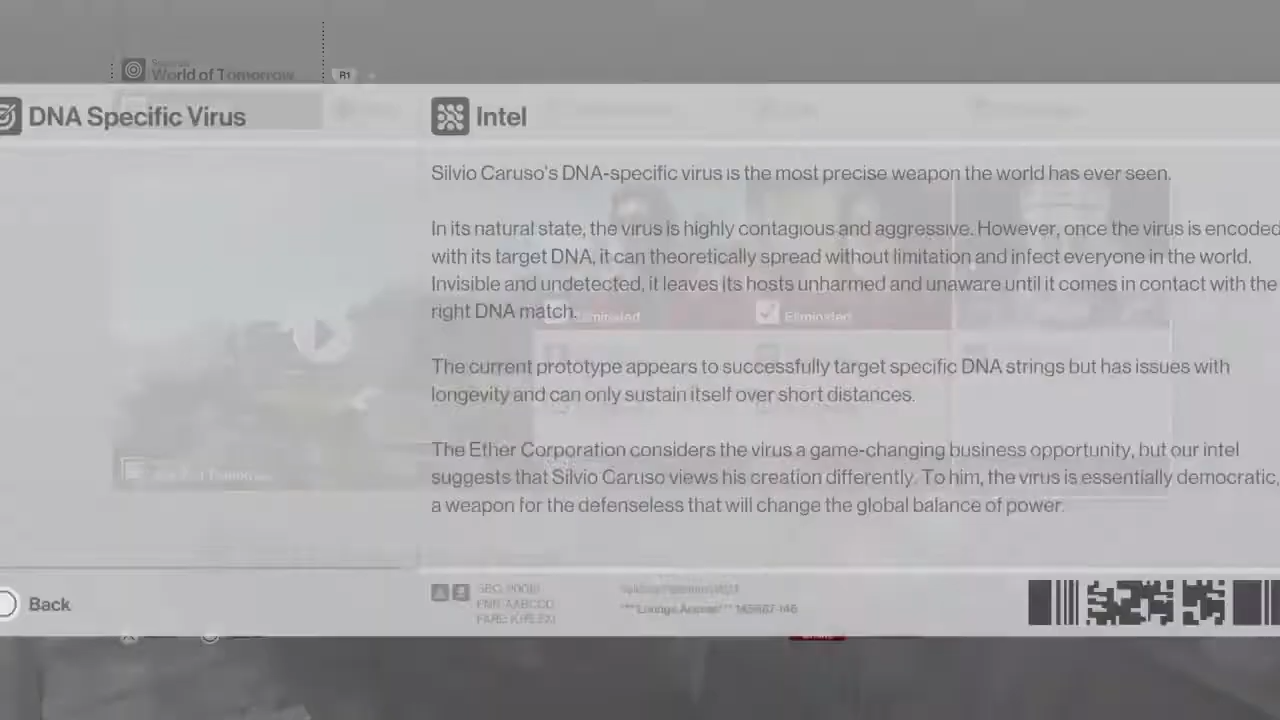 World of Tomorrow
R1
DNA Specific Virus
Intel
Silvio Caruso's DNA-specific virus is the most precise weapon the world has ever seen.
In its natural state, the virus is highly contagious and aggressive. However, once the virus is encoded
with its target DNA, it can theoretically spread without limitation and infect everyone in the world.
Invisible and undetected, it leaves its hosts unharmed and unaware until it comes in contact with the
right DNA match.
Eliminated
Eliminated
The current prototype appears to successfully target specific DNA strings but has issues with
longevity and can only sustain itself over short distances.
The Ether Corporation considers the virus a game-changing business opportunity, but our intel
suggests that Silvio Caruso views his creation differently. To him, the virus is essentially democratic,
a weapon for the defenseless that will change the global balance of power.
Back